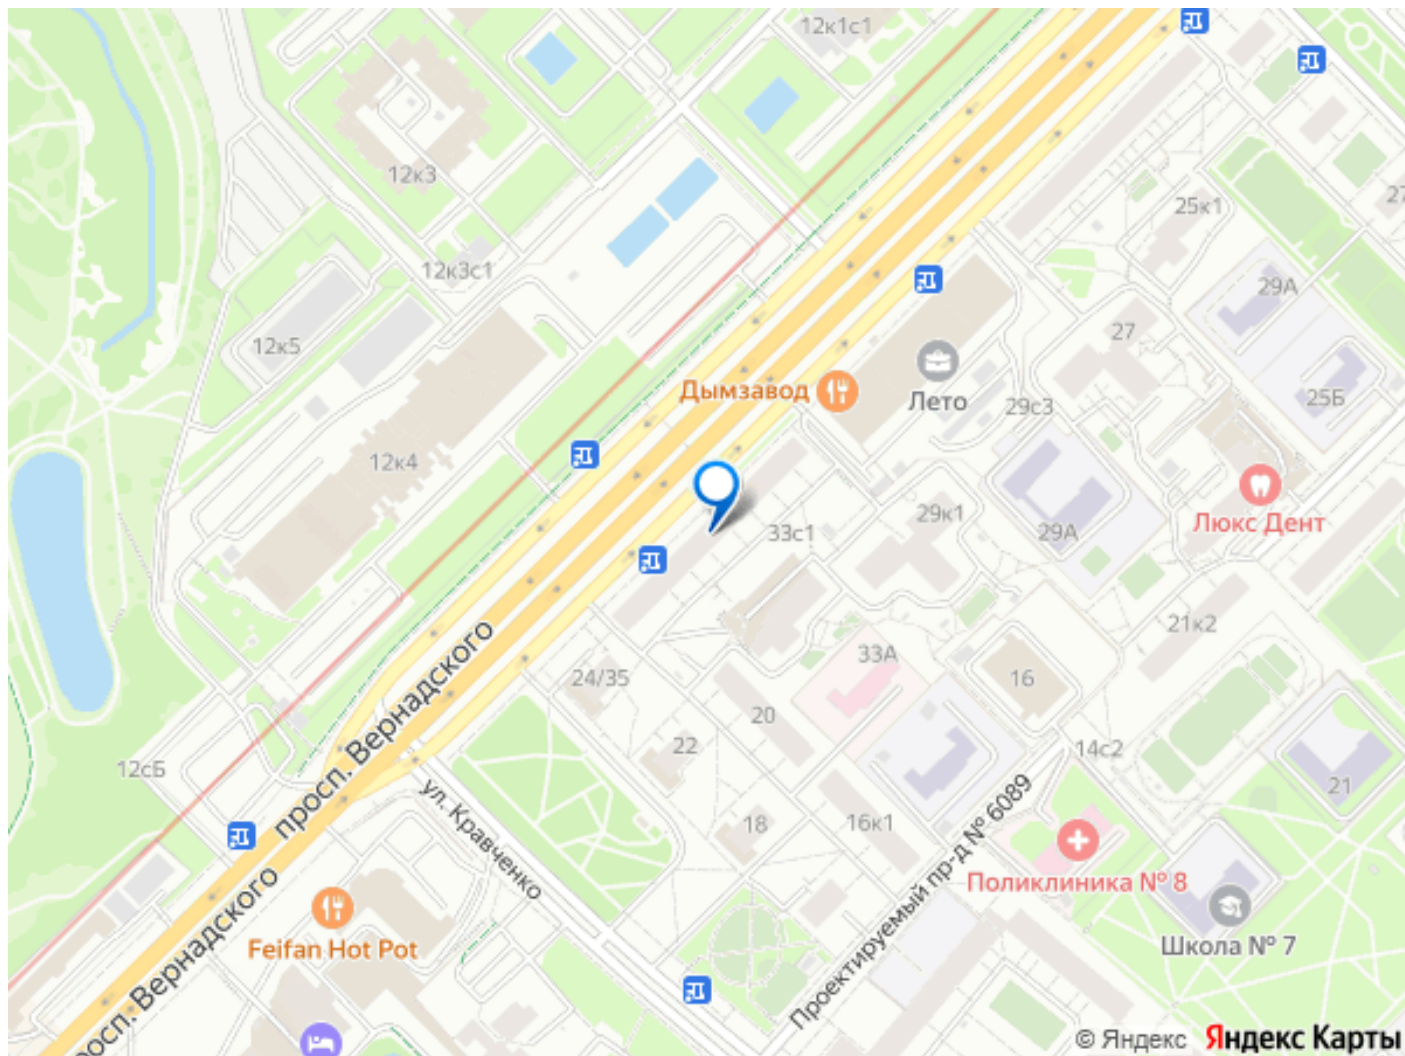 12к1с1
12к3
25к1
27
12к3с1
29А
12к5
27
Дымзавод
Лето
29с3
25Б
12к4
29к1
Люкс Дент
33с1
29А
21к2
33А
24/35
16
20
22
14с2
12сБ
просп. Вернадского
21
ул. Кравченко
18
16к1
Проектируемый пр-д № 6089
Поликлиника № 8
Feifan Hot Pot
Школа № 7
росп. Вернадского
© Яндекс Яндекс Карты